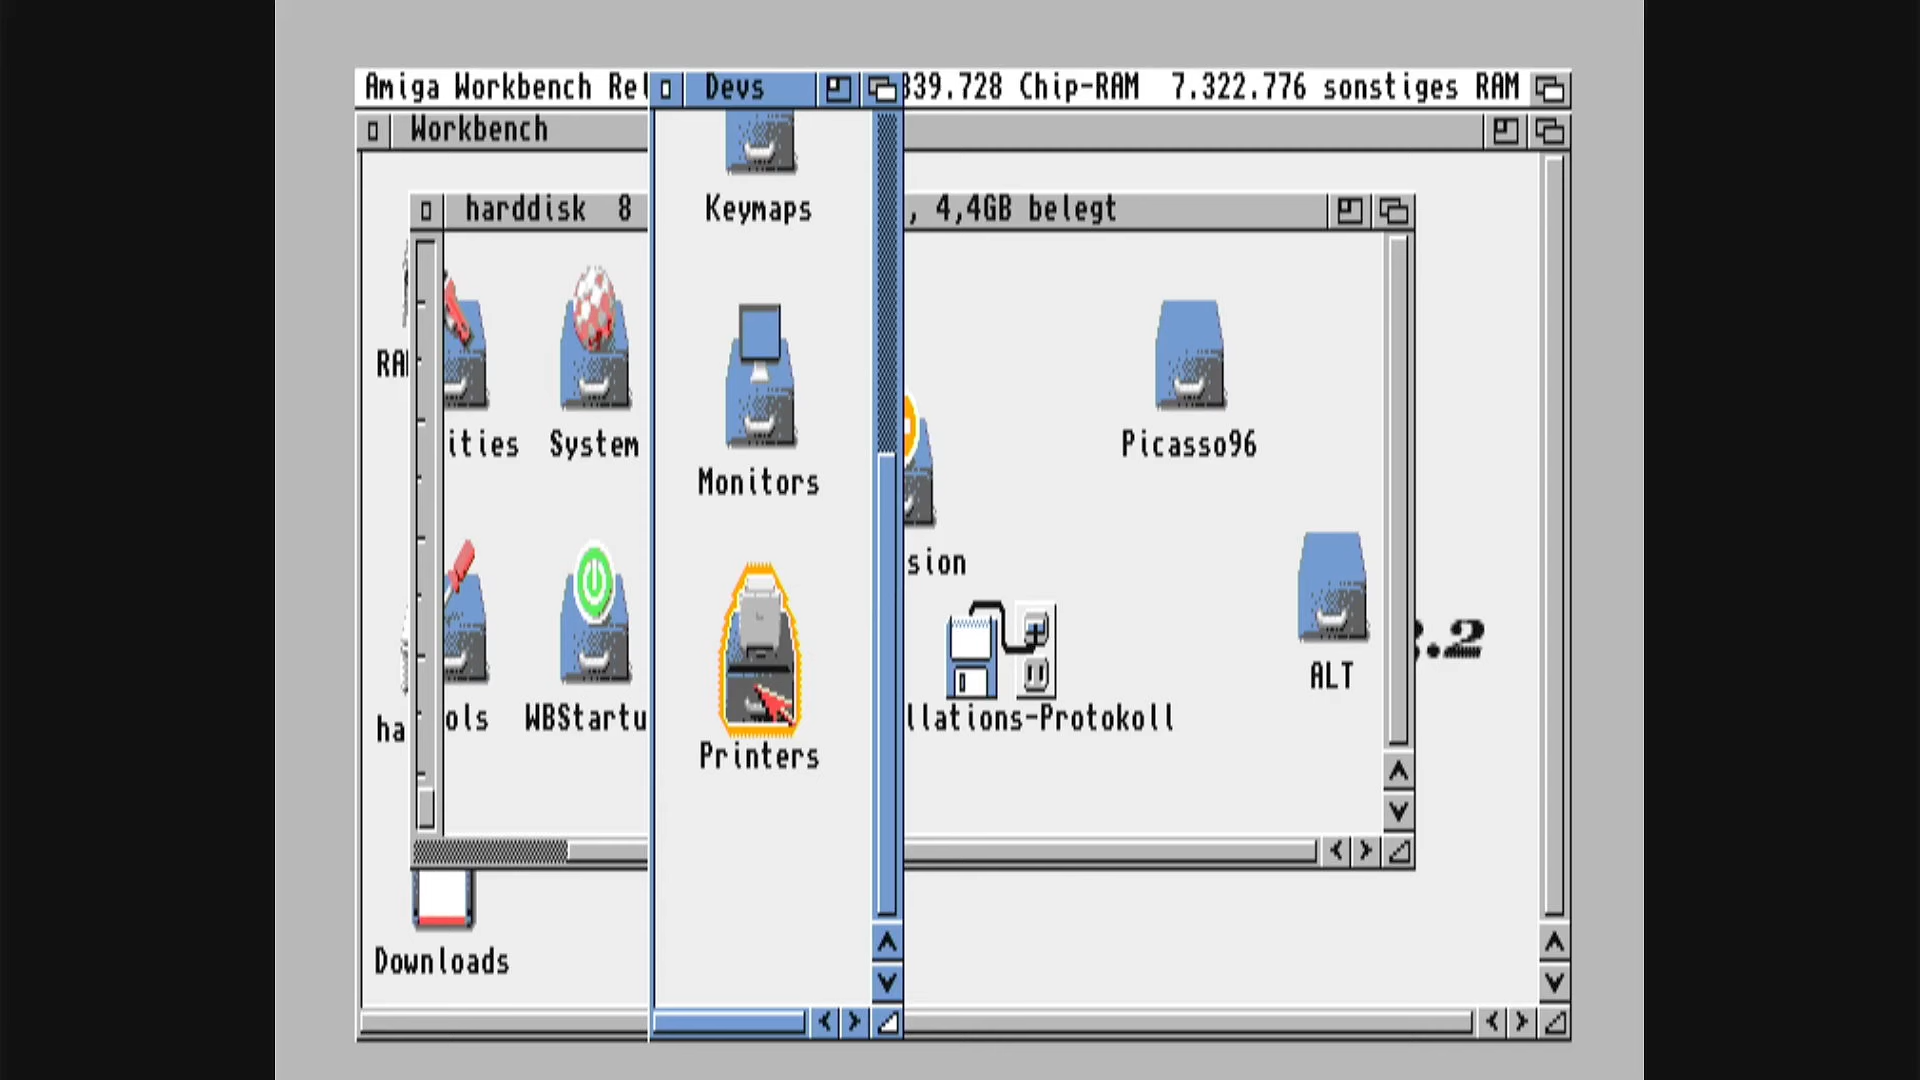 Amiga Workbench Rel
Devs
839.728 Chip-RAM 7.322.776 sonstiges RAM
Workbench
Keymaps
harddisk 8
, 4,4GB belegt
RA
ities
System
Monitors
Picasso96
sion
.2
ALT
ha
ols
WBStartu
Printers
llations-Protokoll
Downloads